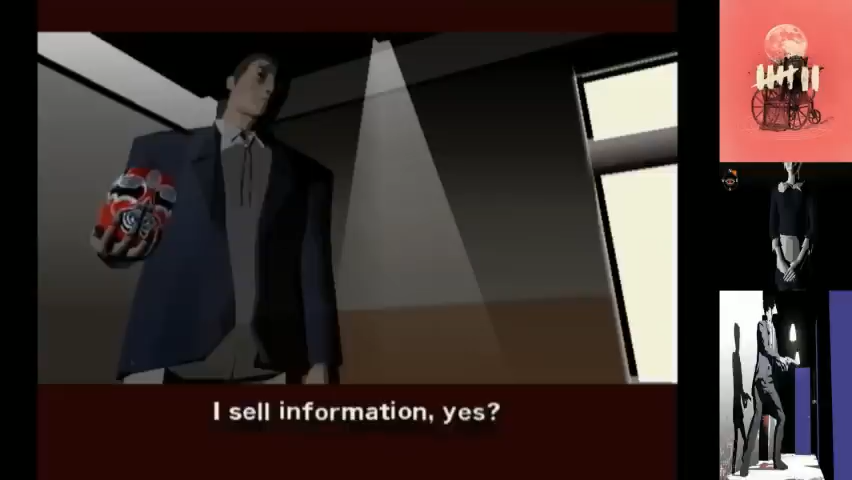 I sell information, yes?